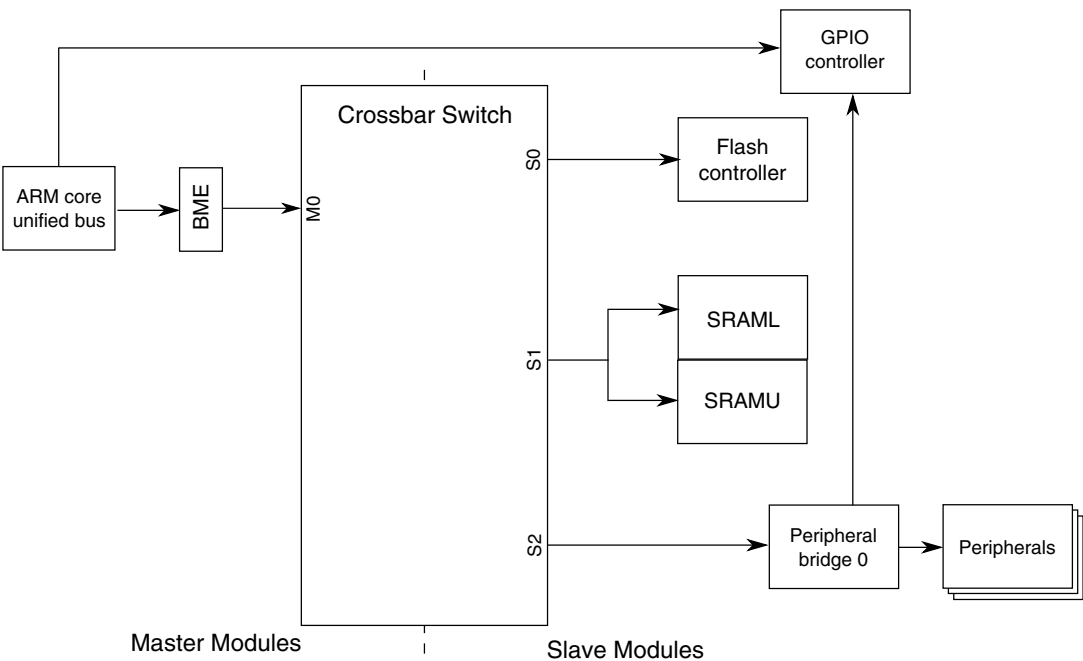 GPIO
controller
Crossbar Switch
S0
Flash
controller
ARM core
unified bus
BME
M0
SRAML
S1
SRAMU
S2
Peripheral
bridge 0
Peripherals
Master Modules
Slave Modules